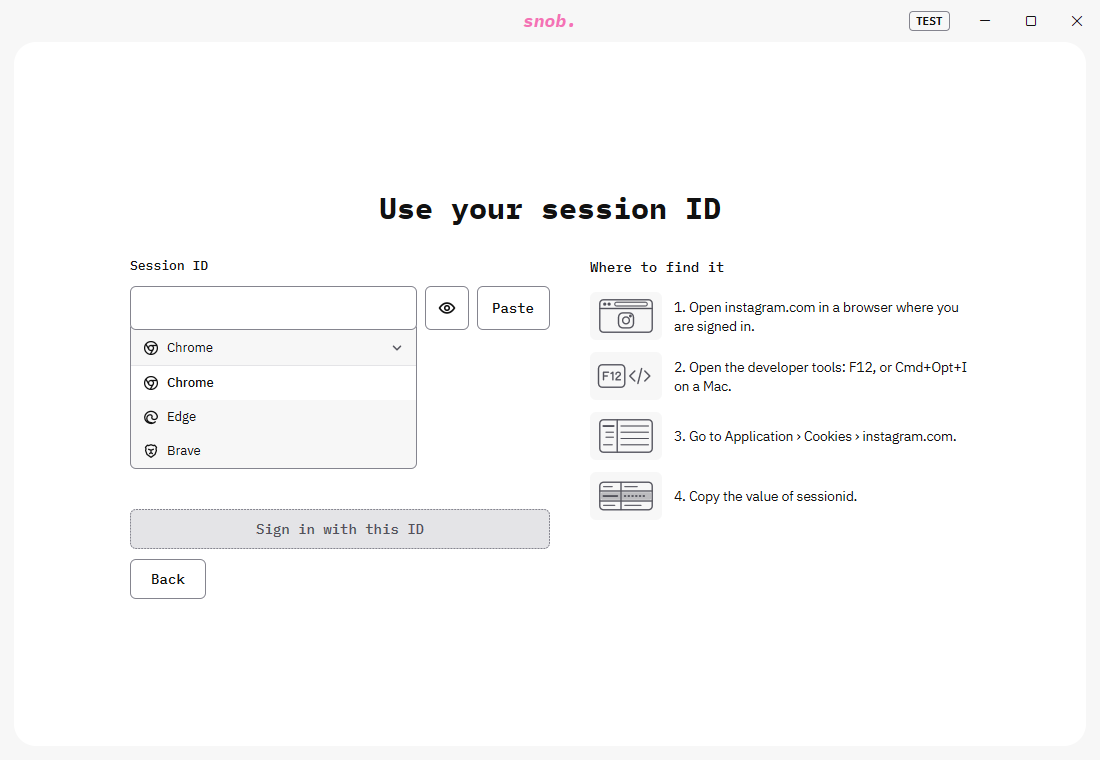 snob.
TEST
Use your session ID
Session ID
Paste
Chrome
Chrome
Edge
Brave
Sign in with this ID
Back
Where to find it
1. Open instagram.com in a browser where you
are signed in.
F12 </>
2. Open the developer tools: F12, or Cmd+Opt+I
on a Mac.
3. Go to Application › Cookies › instagram.com.
4. Copy the value of sessionid.